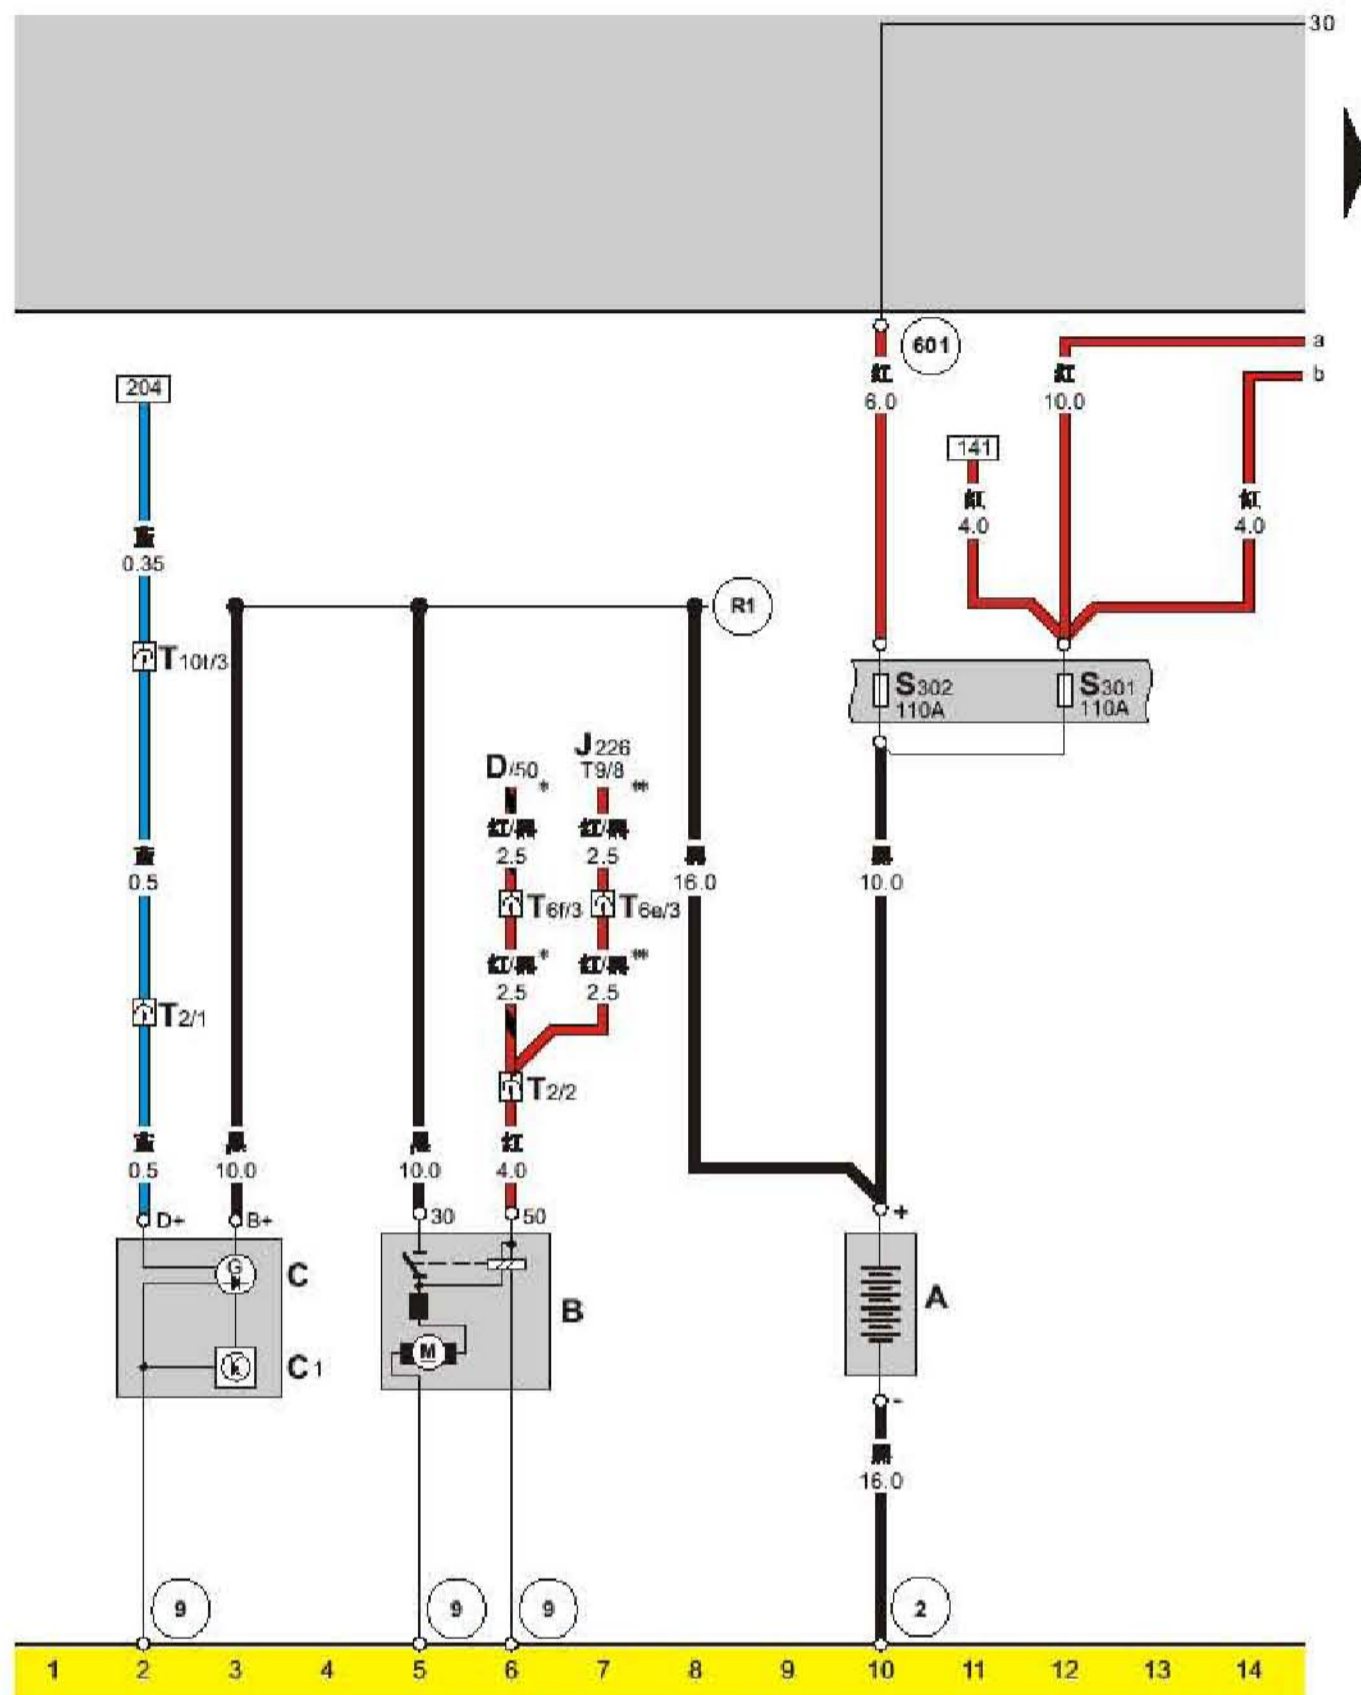 30
601
a
b
204
红
6.0
红
10.0
141
红
4.0
红
4.0
蓝
0.35
R1
T10t/3
S302
110A
S301
110A
D/50
*
J226
T9/8
**
红/黑
2.5
红/黑
2.5
蓝
0.5
黑
16.0
黑
10.0
T6f/3
T6e/3
红/黑*
2.5
红/黑**
2.5
T2/1
T2/2
蓝
0.5
黑
10.0
黑
10.0
红
4.0
D+
B+
30
50
+
G
C
B
A
M
C1
-
黑
16.0
9
9
9
2
1 2 3 4 5 6 7 8 9 10 11 12 13 14